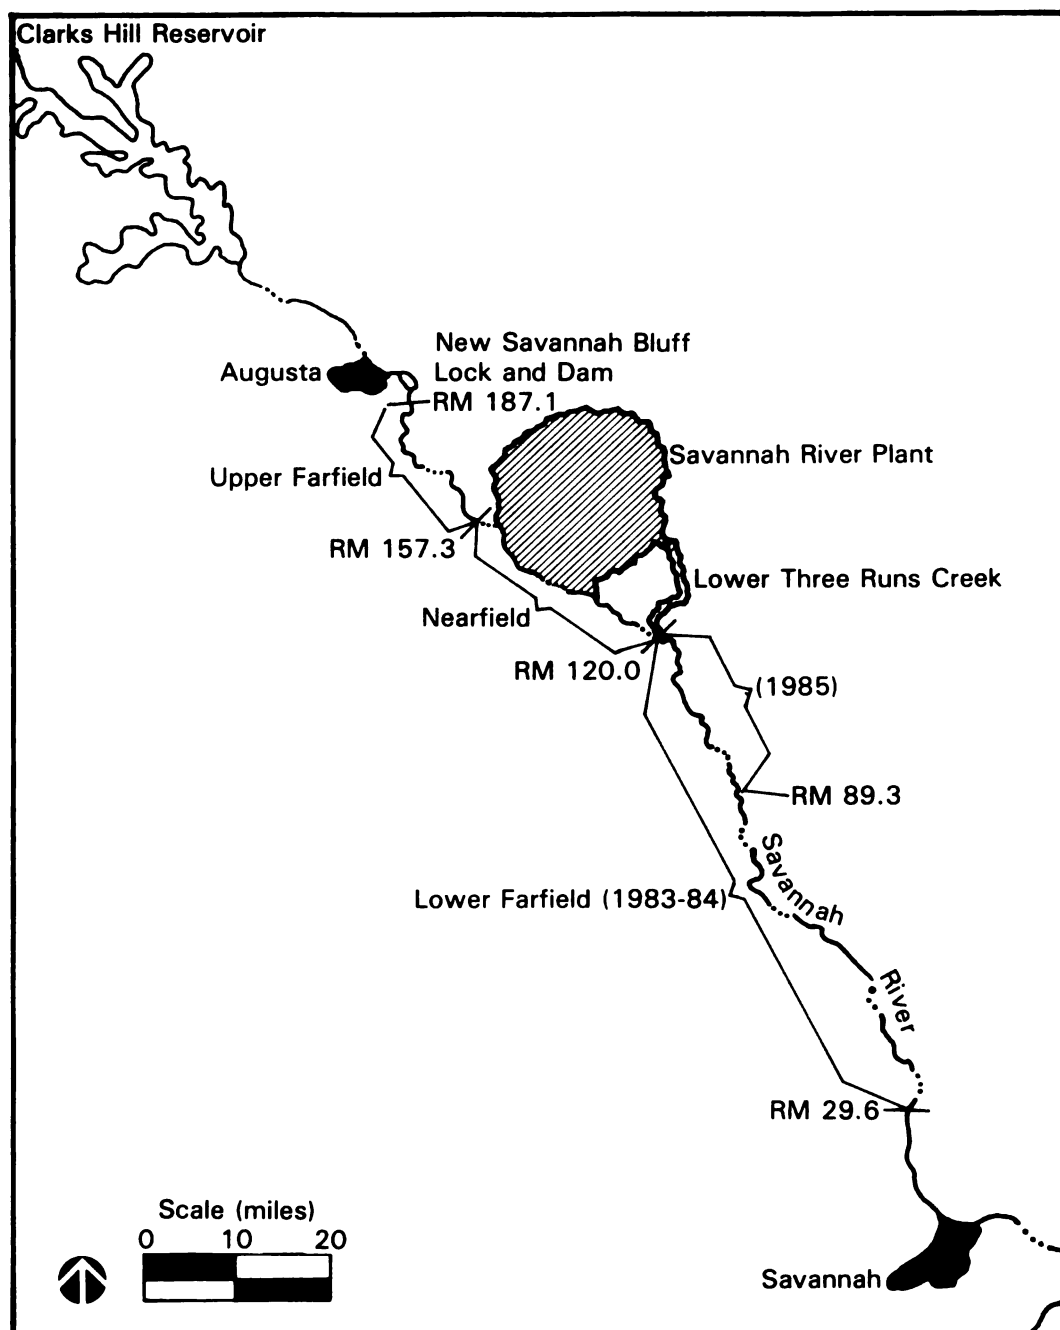 Clarks Hill Reservoir
New Savannah Bluff
Lock and Dam
Augusta
RM 187.1
Savannah River Plant
Upper Farfield
RM 157.3
Lower Three Runs Creek
Nearfield
RM 120.0
(1985)
RM 89.3
Savannah
River
Lower Farfield (1983-84)
RM 29.6
Scale (miles)
0 10 20
Savannah